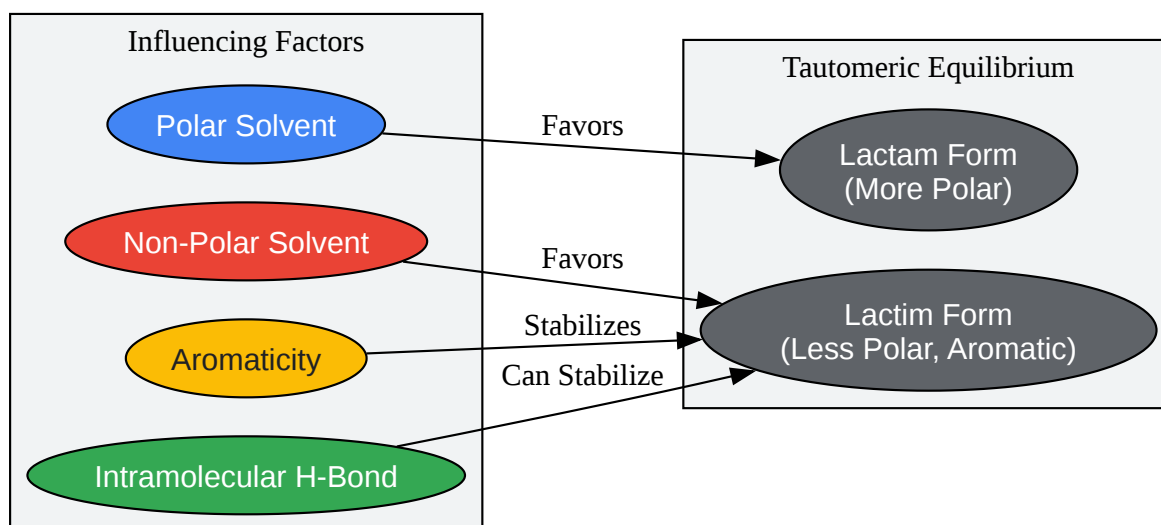 Influencing Factors
Polar Solvent
Non-Polar Solvent
Aromaticity
Intramolecular H-Bond
Favors
Favors
Stabilizes
Can Stabilize
Tautomeric Equilibrium
Lactam Form
(More Polar)
Lactim Form
(Less Polar, Aromatic)